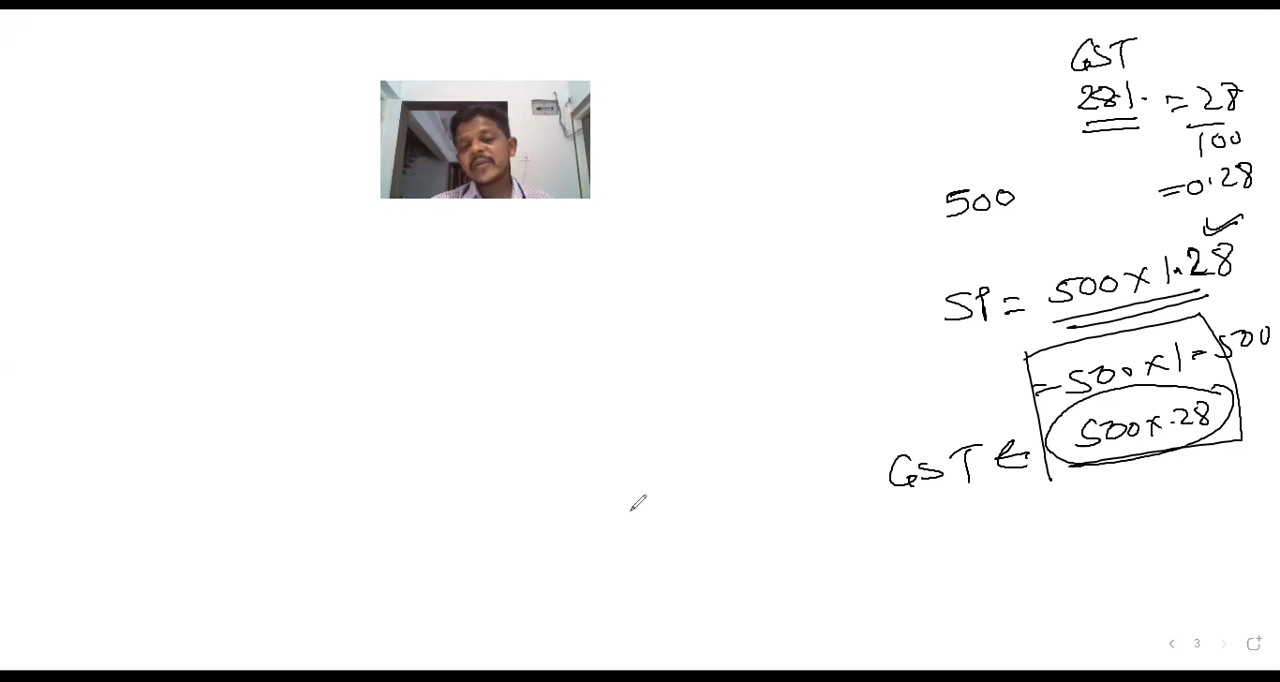 GST
28% = 28
100
= 0.28
500
SP = 500 x 1.28
= 500 x 1 = 500
500 x .28
GST ←
3